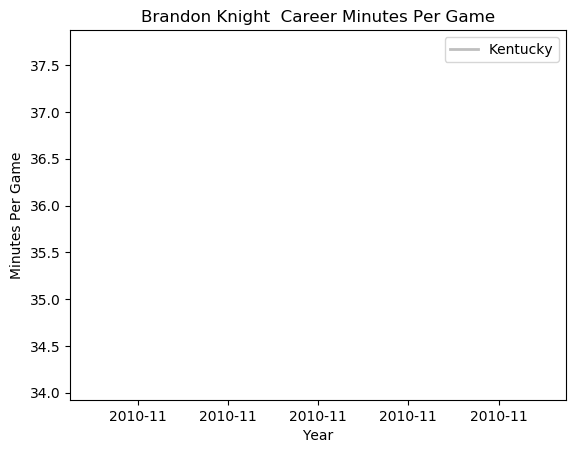 Brandon Knight  Career Minutes Per Game
Kentucky
Minutes Per Game
37.5
37.0
36.5
36.0
35.5
35.0
34.5
34.0
2010-11 2010-11 2010-11 2010-11 2010-11
Year